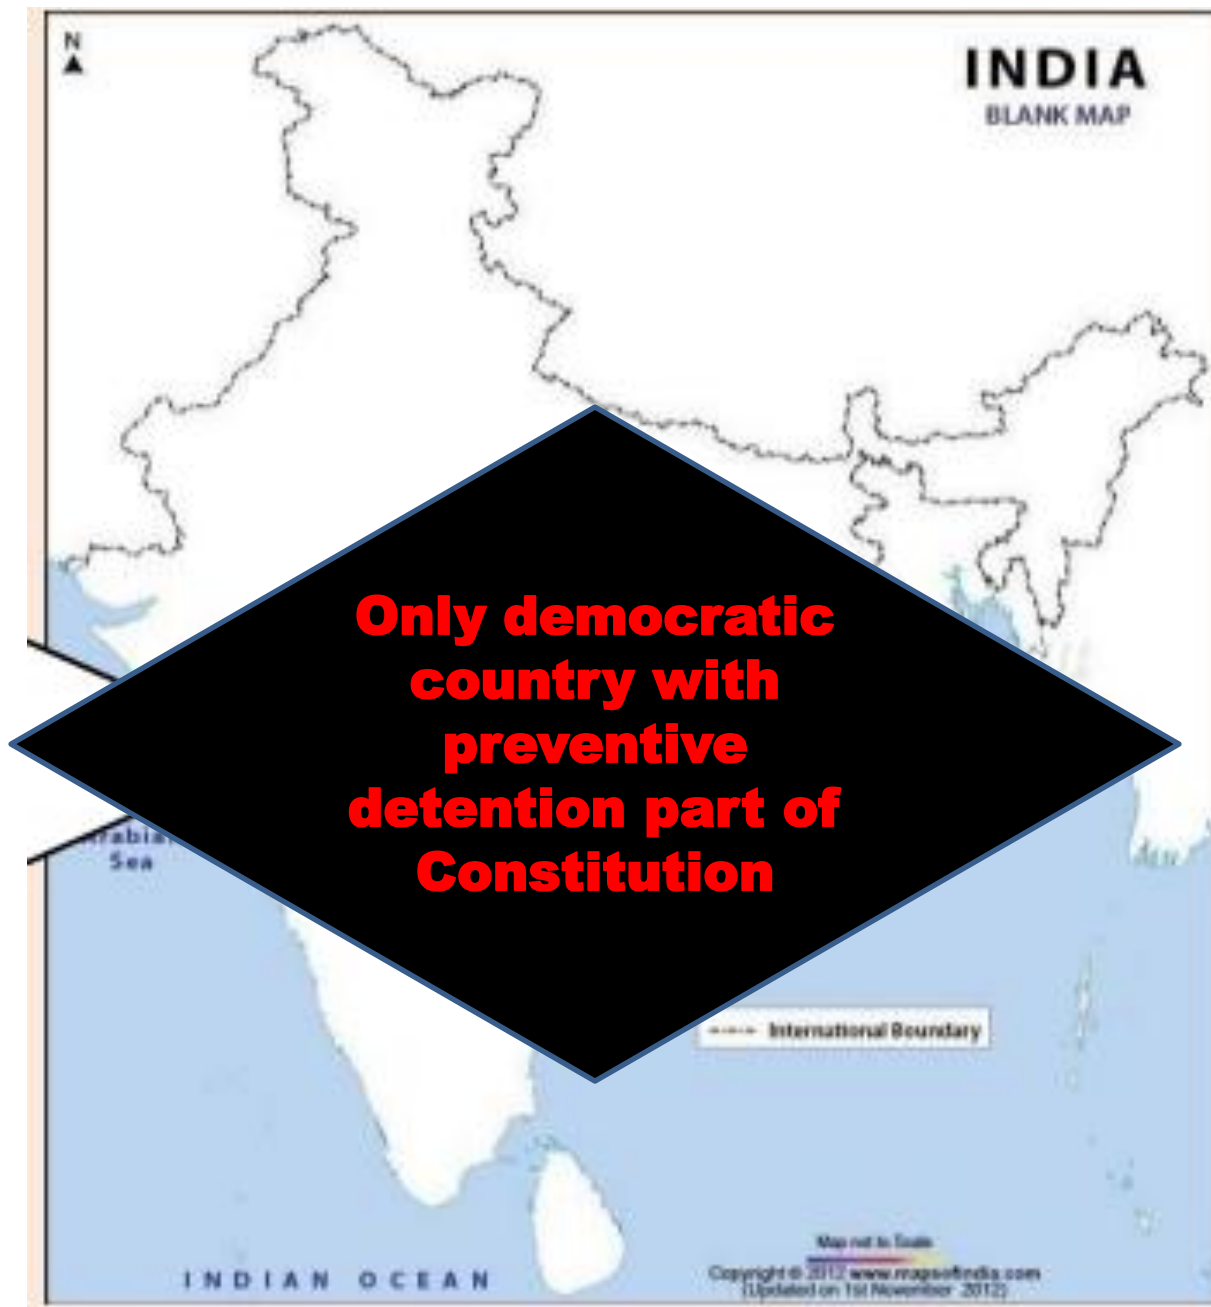 N
INDIA
BLANK MAP
Only democratic
country with
preventive
detention part of
Constitution
Sea
International Boundary
INDIAN OCEAN
Map not to Scale
Copyright © 2012 www.mapsofindia.com
(Updated on 1st November 2012)